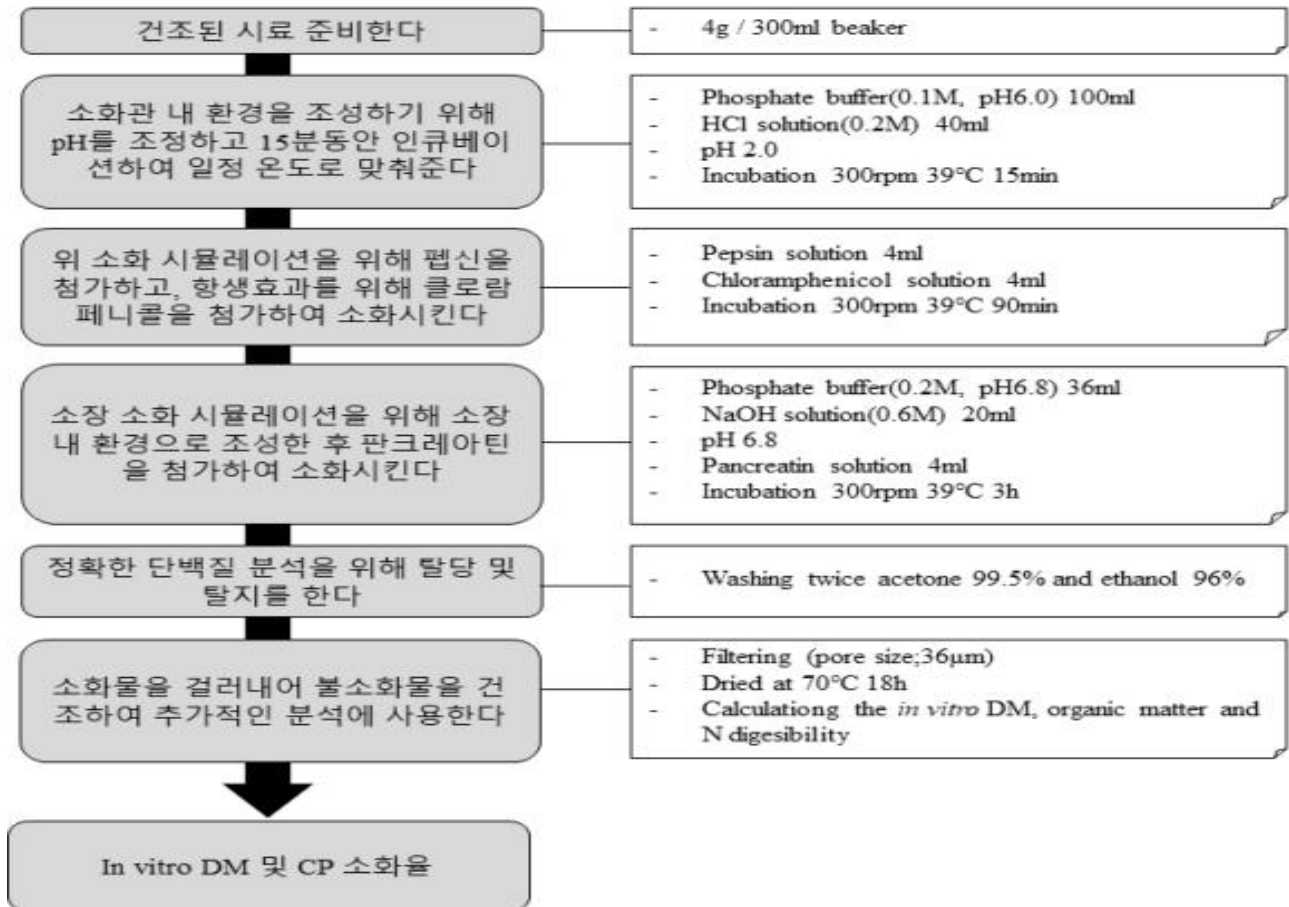 건조된 시료 준비한다
- 4g / 300ml beaker
소화관 내 환경을 조성하기 위해
pH를 조정하고 15분동안 인큐베이
션하여 일정 온도로 맞춰준다
- Phosphate buffer(0.1M, pH6.0) 100ml
- HCl solution(0.2M) 40ml
- pH 2.0
- Incubation 300rpm 39°C 15min
위 소화 시뮬레이션을 위해 펩신을
첨가하고, 항생효과를 위해 클로람
페니콜을 첨가하여 소화시킨다
- Pepsin solution 4ml
- Chloramphenicol solution 4ml
- Incubation 300rpm 39°C 90min
소장 소화 시뮬레이션을 위해 소장
내 환경으로 조성한 후 판크레아틴
을 첨가하여 소화시킨다
- Phosphate buffer(0.2M, pH6.8) 36ml
- NaOH solution(0.6M) 20ml
- pH 6.8
- Pancreatin solution 4ml
- Incubation 300rpm 39°C 3h
정확한 단백질 분석을 위해 탈당 및
탈지를 한다
- Washing twice acetone 99.5% and ethanol 96%
소화물을 걸러내어 불소화물을 건
조하여 추가적인 분석에 사용한다
- Filtering (pore size;36μm)
- Dried at 70°C 18h
- Calculationg the in vitro DM, organic matter and
N digesibility
In vitro DM 및 CP 소화율